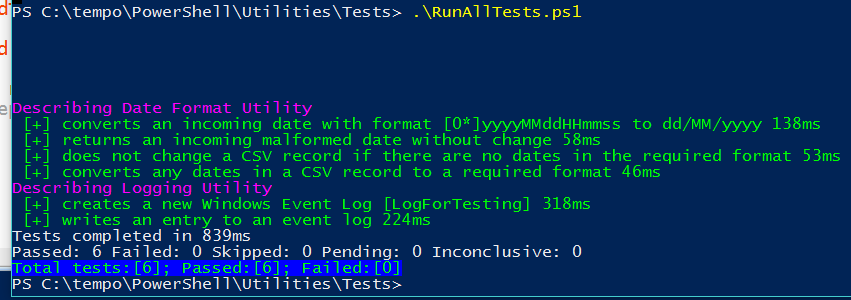 PS C:\tempo\PowerShell\Utilities\Tests> .\RunAllTests.ps1
Describing Date Format Utility
[+] converts an incoming date with format [0*]yyyyMMddHHmmss to dd/MM/yyyy 138ms
[+] returns an incoming malformed date without change 58ms
[+] does not change a CSV record if there are no dates in the required format 53ms
[+] converts any dates in a CSV record to a required format 46ms
Describing Logging Utility
[+] creates a new Windows Event Log [LogForTesting] 318ms
[+] writes an entry to an event log 224ms
Tests completed in 839ms
Passed: 6 Failed: 0 Skipped: 0 Pending: 0 Inconclusive: 0
Total tests:[6]; Passed:[6]; Failed:[0]
PS C:\tempo\PowerShell\Utilities\Tests>